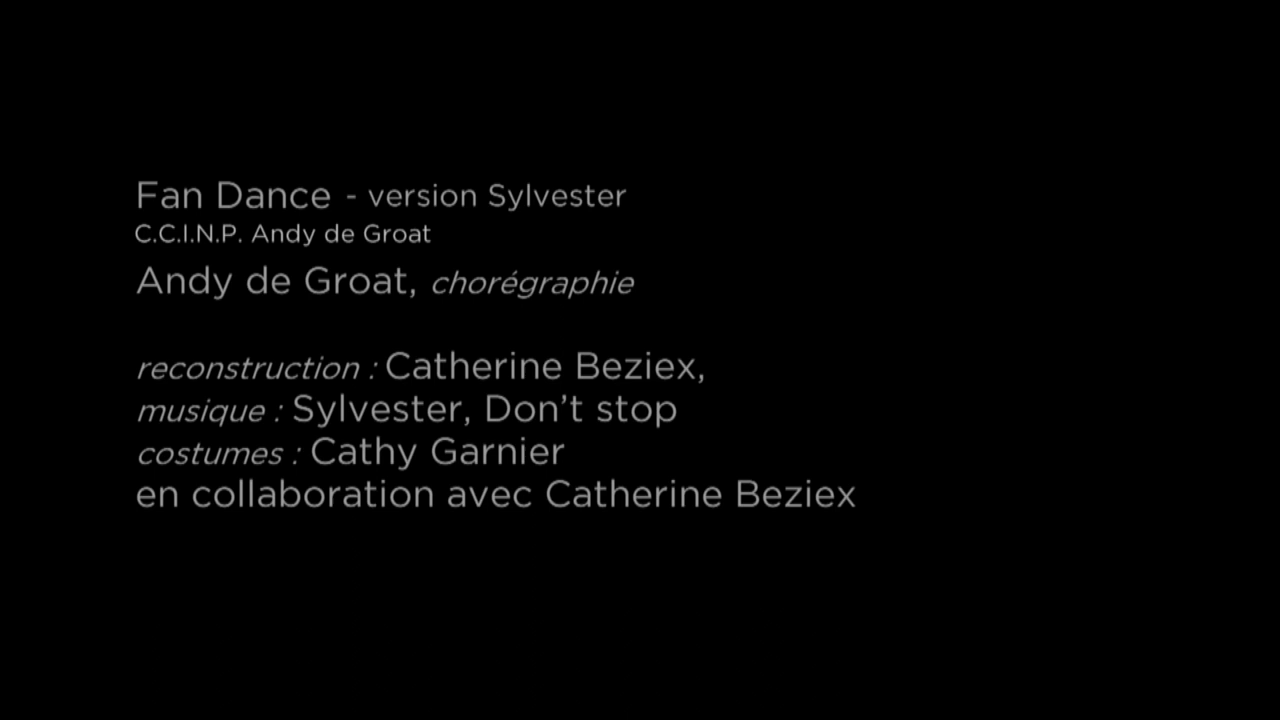 Fan Dance - version Sylvester
C.C.I.N.P. Andy de Groat
Andy de Groat, chorégraphie
reconstruction : Catherine Beziex,
musique : Sylvester, Don’t stop
costumes : Cathy Garnier
en collaboration avec Catherine Beziex